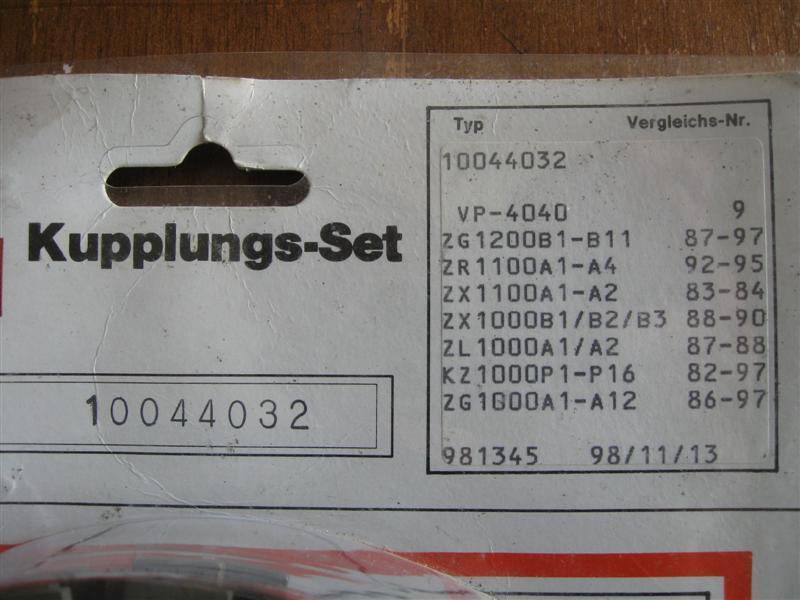 Kupplungs-Set
10044032
Typ Vergleichs-Nr.
10044032
VP-4040 9
ZG1200B1-B11 87-97
ZR1100A1-A4 92-95
ZX1100A1-A2 83-84
ZX1000B1/B2/B3 88-90
ZL1000A1/A2 87-88
KZ1000P1-P16 82-97
ZG1000A1-A12 86-97
981345 98/11/13